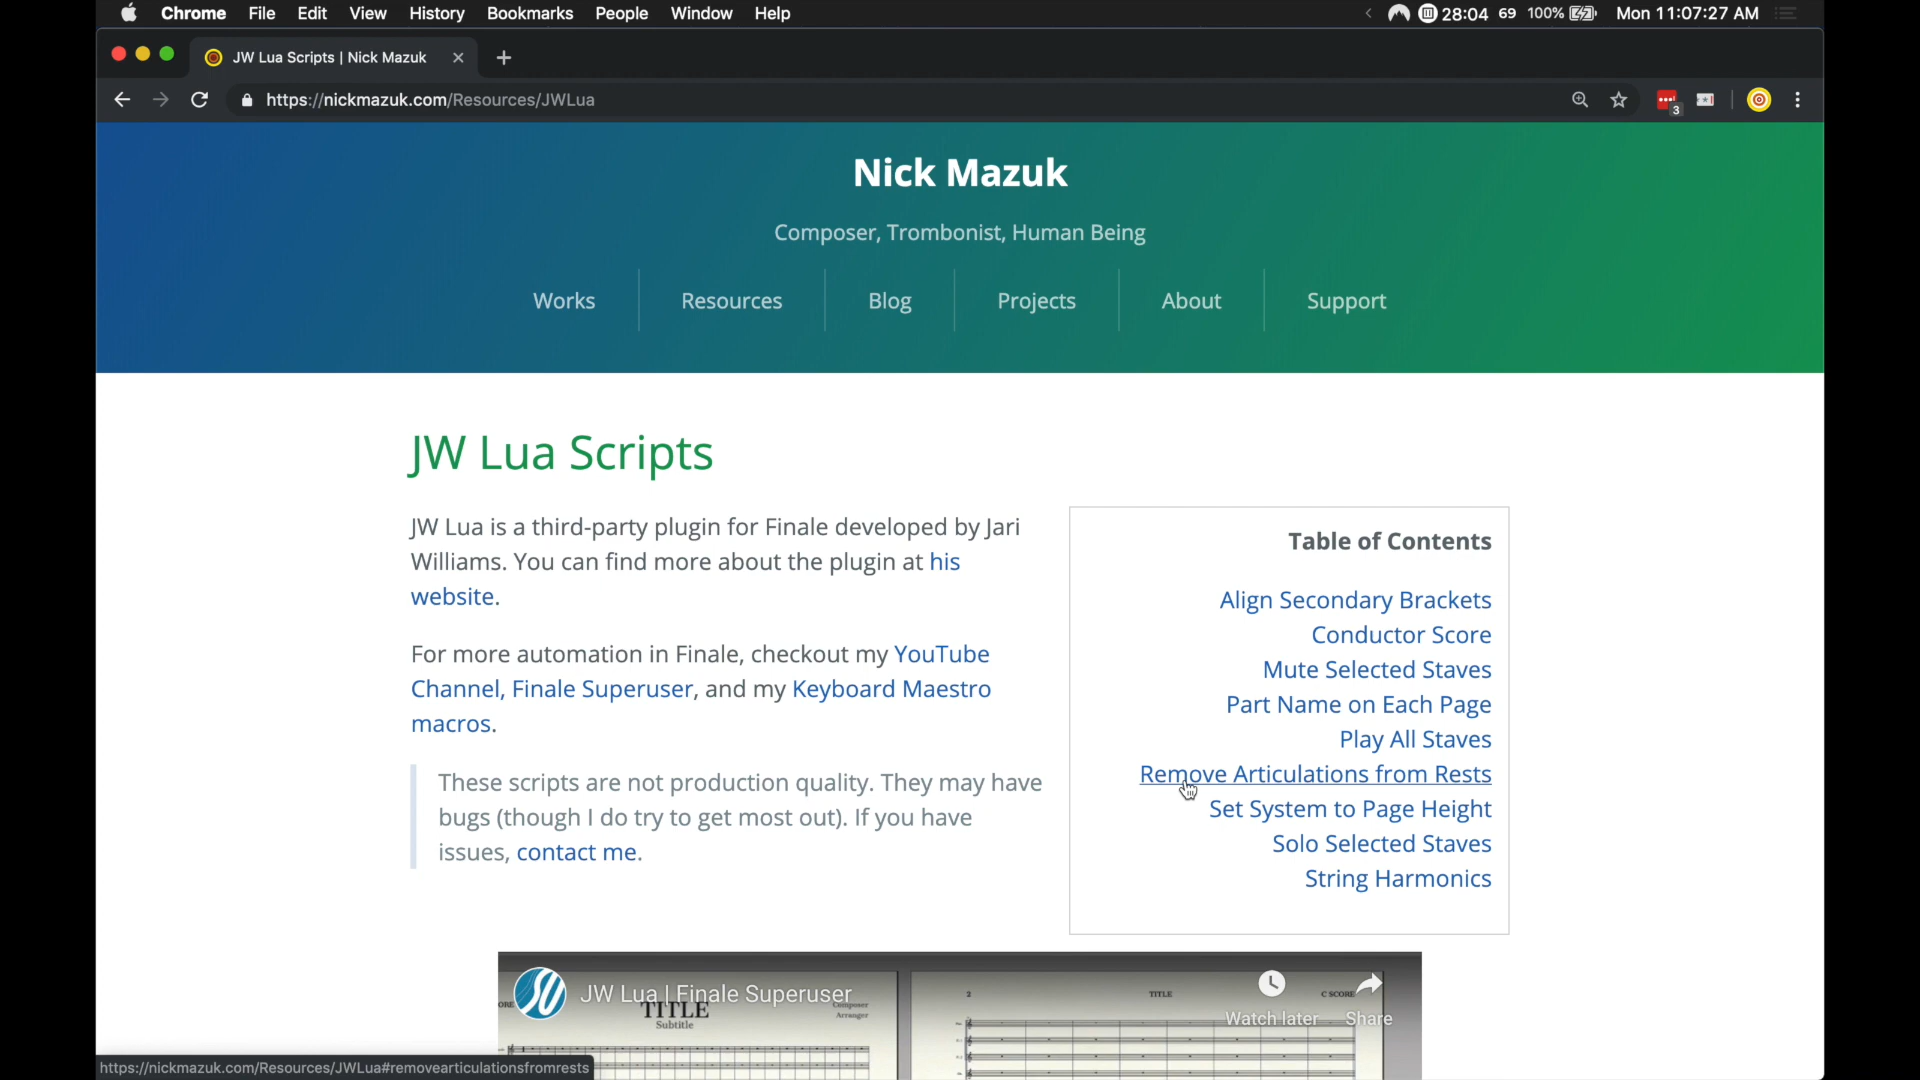 Chrome File Edit View History Bookmarks People Window Help
28:04 69 100% Mon 11:07:27 AM
JW Lua Scripts | Nick Mazuk
https://nickmazuk.com/Resources/JWLua
3
Nick Mazuk
Composer, Trombonist, Human Being
Works Resources Blog Projects About Support
JW Lua Scripts
JW Lua is a third-party plugin for Finale developed by Jari
Williams. You can find more about the plugin at his
website.
For more automation in Finale, checkout my YouTube
Channel, Finale Superuser, and my Keyboard Maestro
macros.
These scripts are not production quality. They may have
bugs (though I do try to get most out). If you have
issues, contact me.
Table of Contents
Align Secondary Brackets
Conductor Score
Mute Selected Staves
Part Name on Each Page
Play All Staves
Remove Articulations from Rests
Set System to Page Height
Solo Selected Staves
String Harmonics
JW Lua | Finale Superuser
TITLE
Subtitle
Composer
Arranger
2 TITLE C SCORE
Watch later Share
https://nickmazuk.com/Resources/JWLua#removearticulationsfromrests